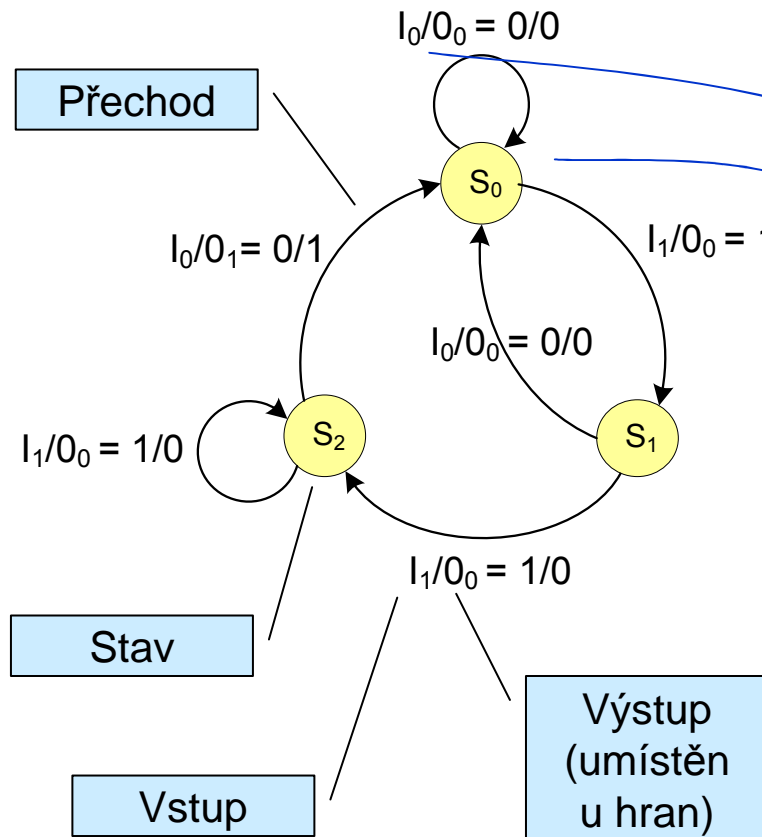 I₀/0₀ = 0/0
Přechod
S₀
I₀/0₁= 0/1
I₁/0₀ = 1
I₀/0₀ = 0/0
I₁/0₀ = 1/0
S₂
S₁
I₁/0₀ = 1/0
Stav
Výstup
(umístěn
u hran)
Vstup